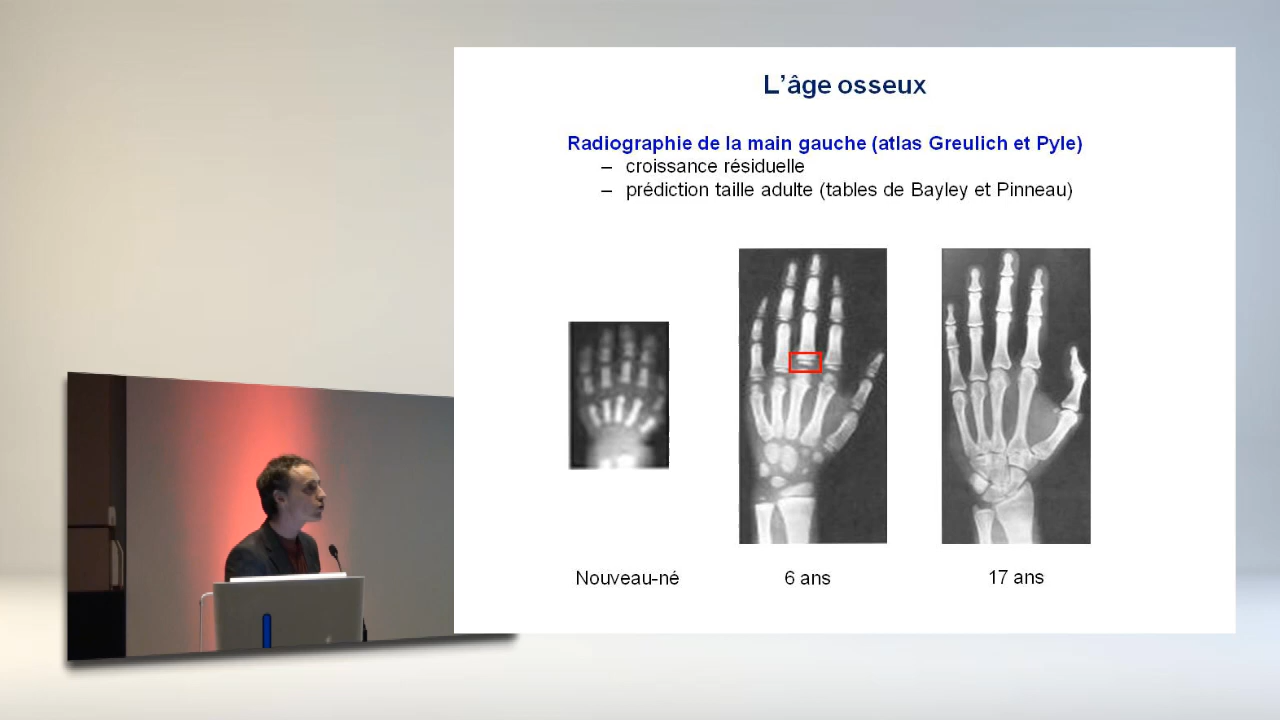 L'âge osseux
Radiographie de la main gauche (atlas Greulich et Pyle)
– croissance résiduelle
– prédiction taille adulte (tables de Bayley et Pinneau)
Nouveau-né
6 ans
17 ans